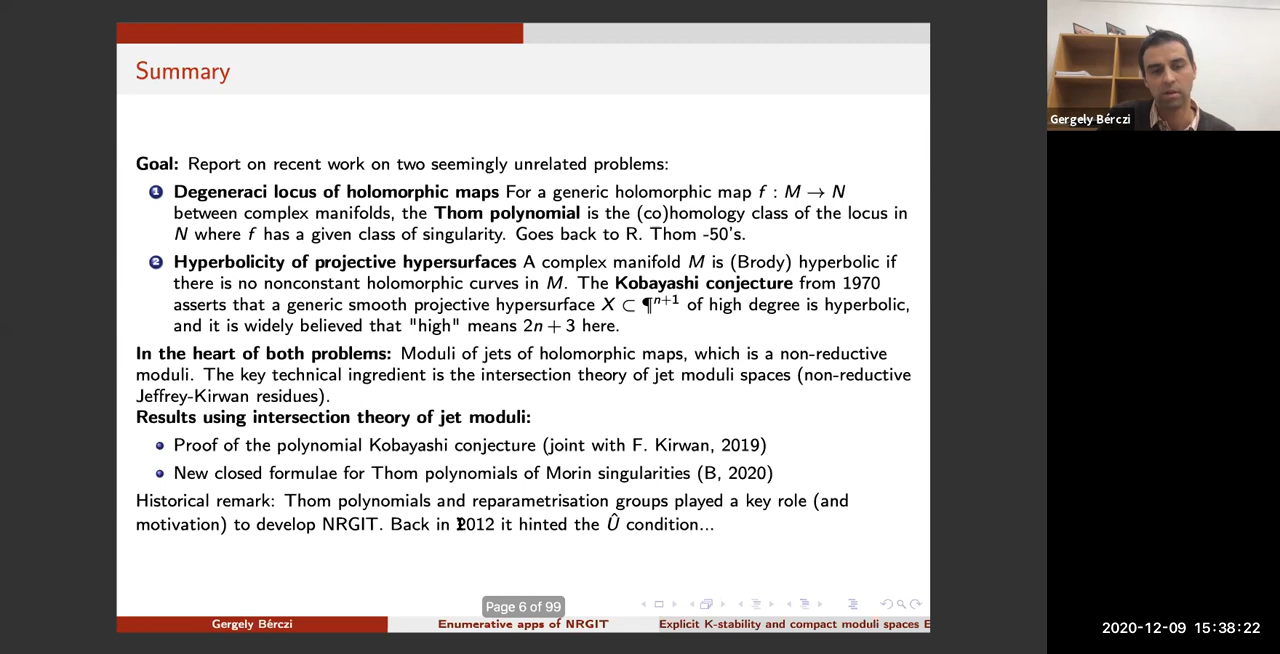 Summary
Goal: Report on recent work on two seemingly unrelated problems:
1 Degeneraci locus of holomorphic maps For a generic holomorphic map f : M → N
between complex manifolds, the Thom polynomial is the (co)homology class of the locus in
N where f has a given class of singularity. Goes back to R. Thom -50's.
2 Hyperbolicity of projective hypersurfaces A complex manifold M is (Brody) hyperbolic if
there is no nonconstant holomorphic curves in M. The Kobayashi conjecture from 1970
asserts that a generic smooth projective hypersurface X ⊂ ¶ⁿ⁺¹ of high degree is hyperbolic,
and it is widely believed that "high" means 2n + 3 here.
In the heart of both problems: Moduli of jets of holomorphic maps, which is a non-reductive
moduli. The key technical ingredient is the intersection theory of jet moduli spaces (non-reductive
Jeffrey-Kirwan residues).
Results using intersection theory of jet moduli:
Proof of the polynomial Kobayashi conjecture (joint with F. Kirwan, 2019)
New closed formulae for Thom polynomials of Morin singularities (B, 2020)
Historical remark: Thom polynomials and reparametrisation groups played a key role (and
motivation) to develop NRGIT. Back in 2012 it hinted the Û condition...
Page 6 of 99
Gergely Bérczi
Enumerative apps of NRGIT
Explicit K-stability and compact moduli spaces E
Gergely Bérczi
2020-12-09 15:38:22